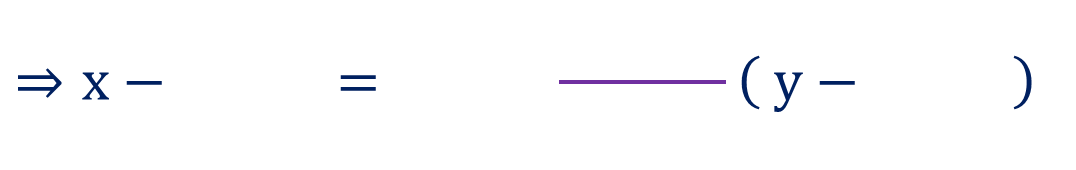 ⇒ x − = ( y − )